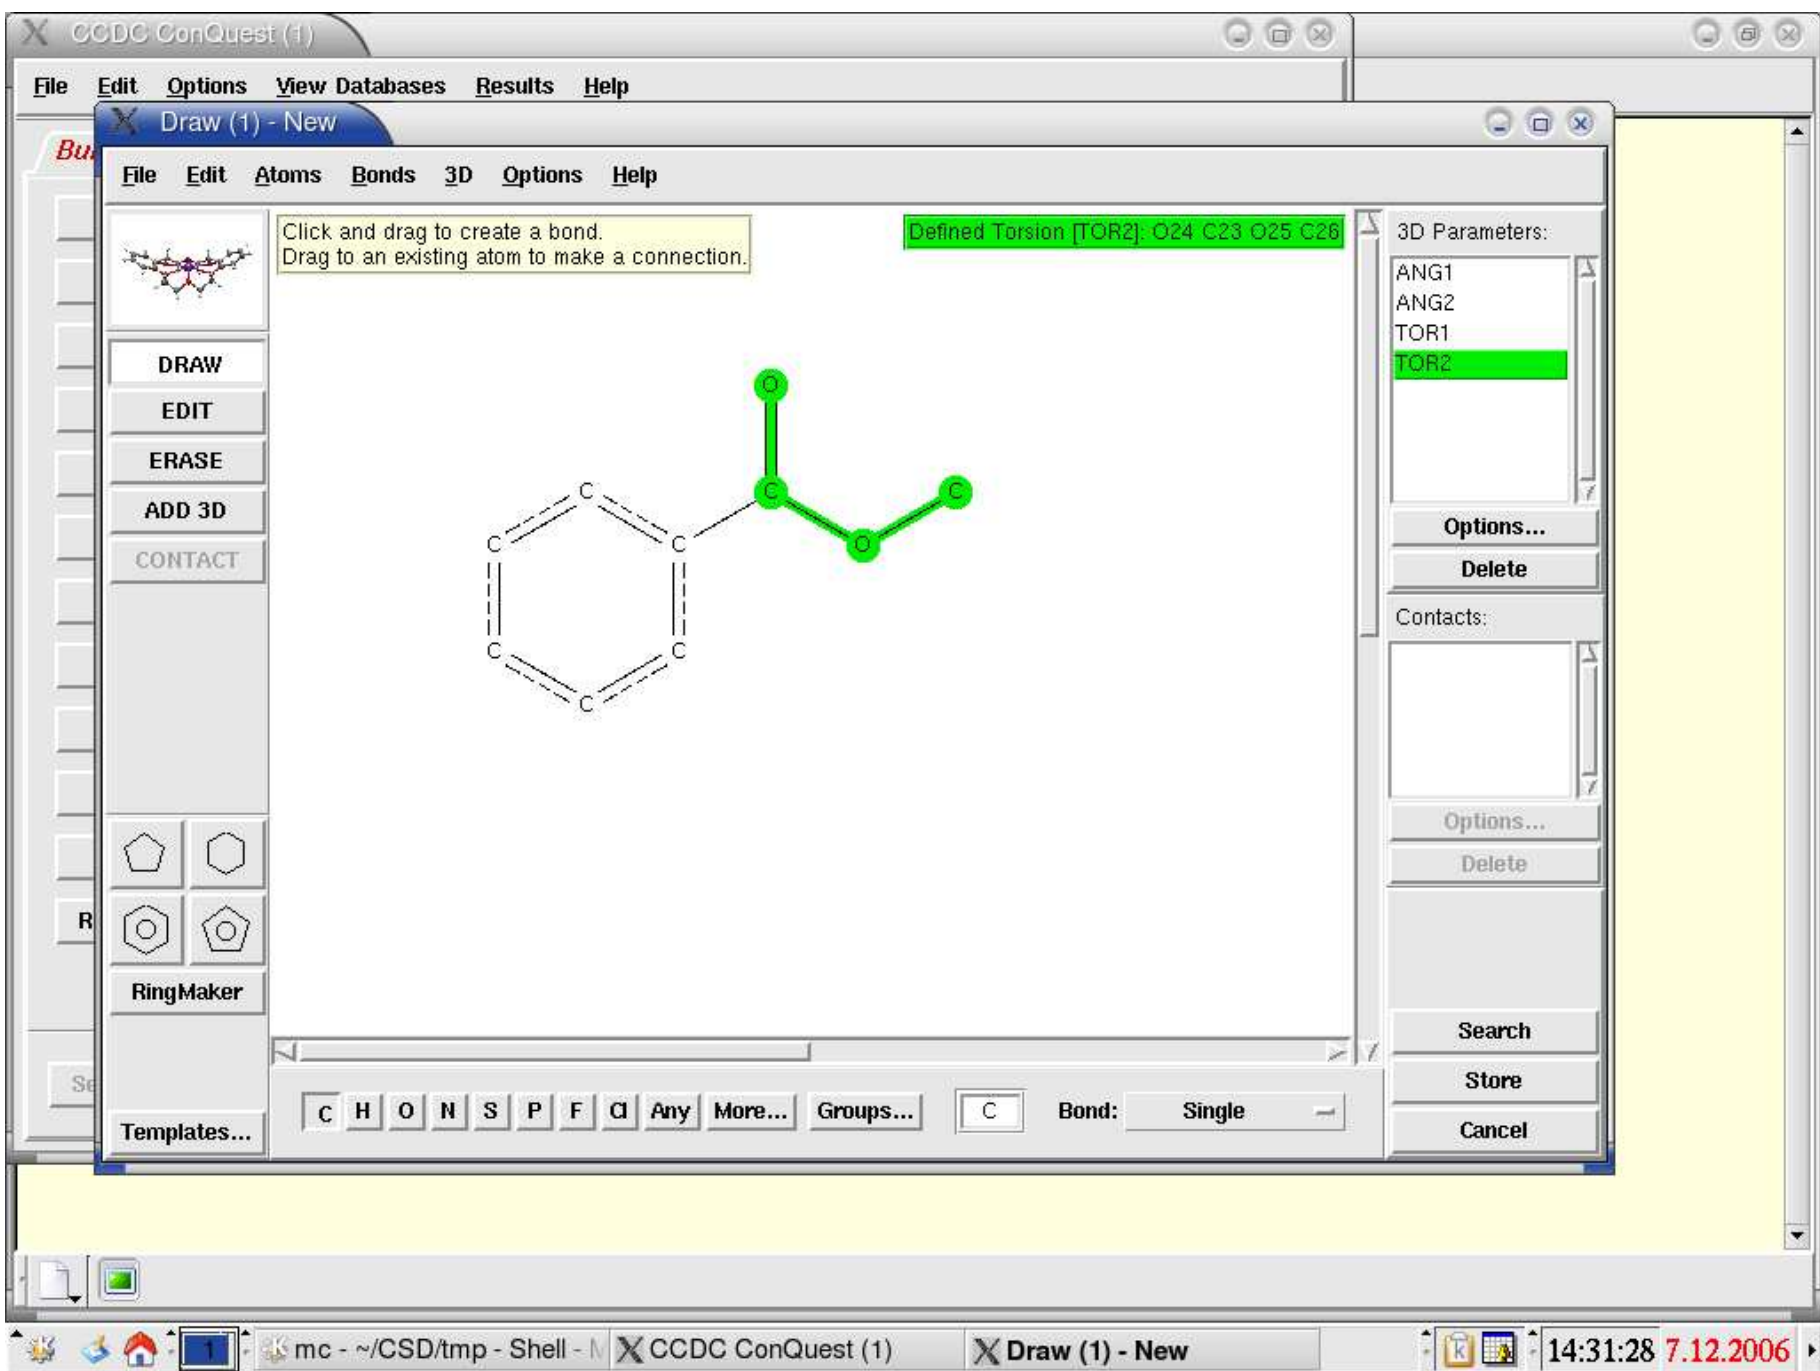 CCDC ConQuest (1)
File Edit Options View Databases Results Help
Draw (1) - New
File Edit Atoms Bonds 3D Options Help
Click and drag to create a bond.
Drag to an existing atom to make a connection.
Defined Torsion [TOR2]: O24 C23 O25 C26
3D Parameters:
ANG1
ANG2
TOR1
TOR2
DRAW
EDIT
ERASE
ADD 3D
CONTACT
O
C C C
C C O
C C
C
Options...
Delete
Contacts:
Options...
Delete
RingMaker
Templates...
Search
Store
Cancel
C H O N S P F Cl Any More... Groups... C Bond: Single
1 mc - ~/CSD/tmp - Shell - CCDC ConQuest (1) Draw (1) - New 14:31:28 7.12.2006